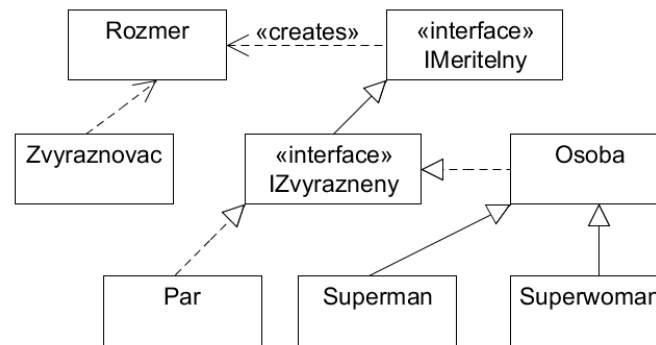 Rozmer
«creates»
«interface»
IMeritelny
Zvyraznovac
«interface»
IZvyrazneny
Osoba
Par
Superman
Superwoman